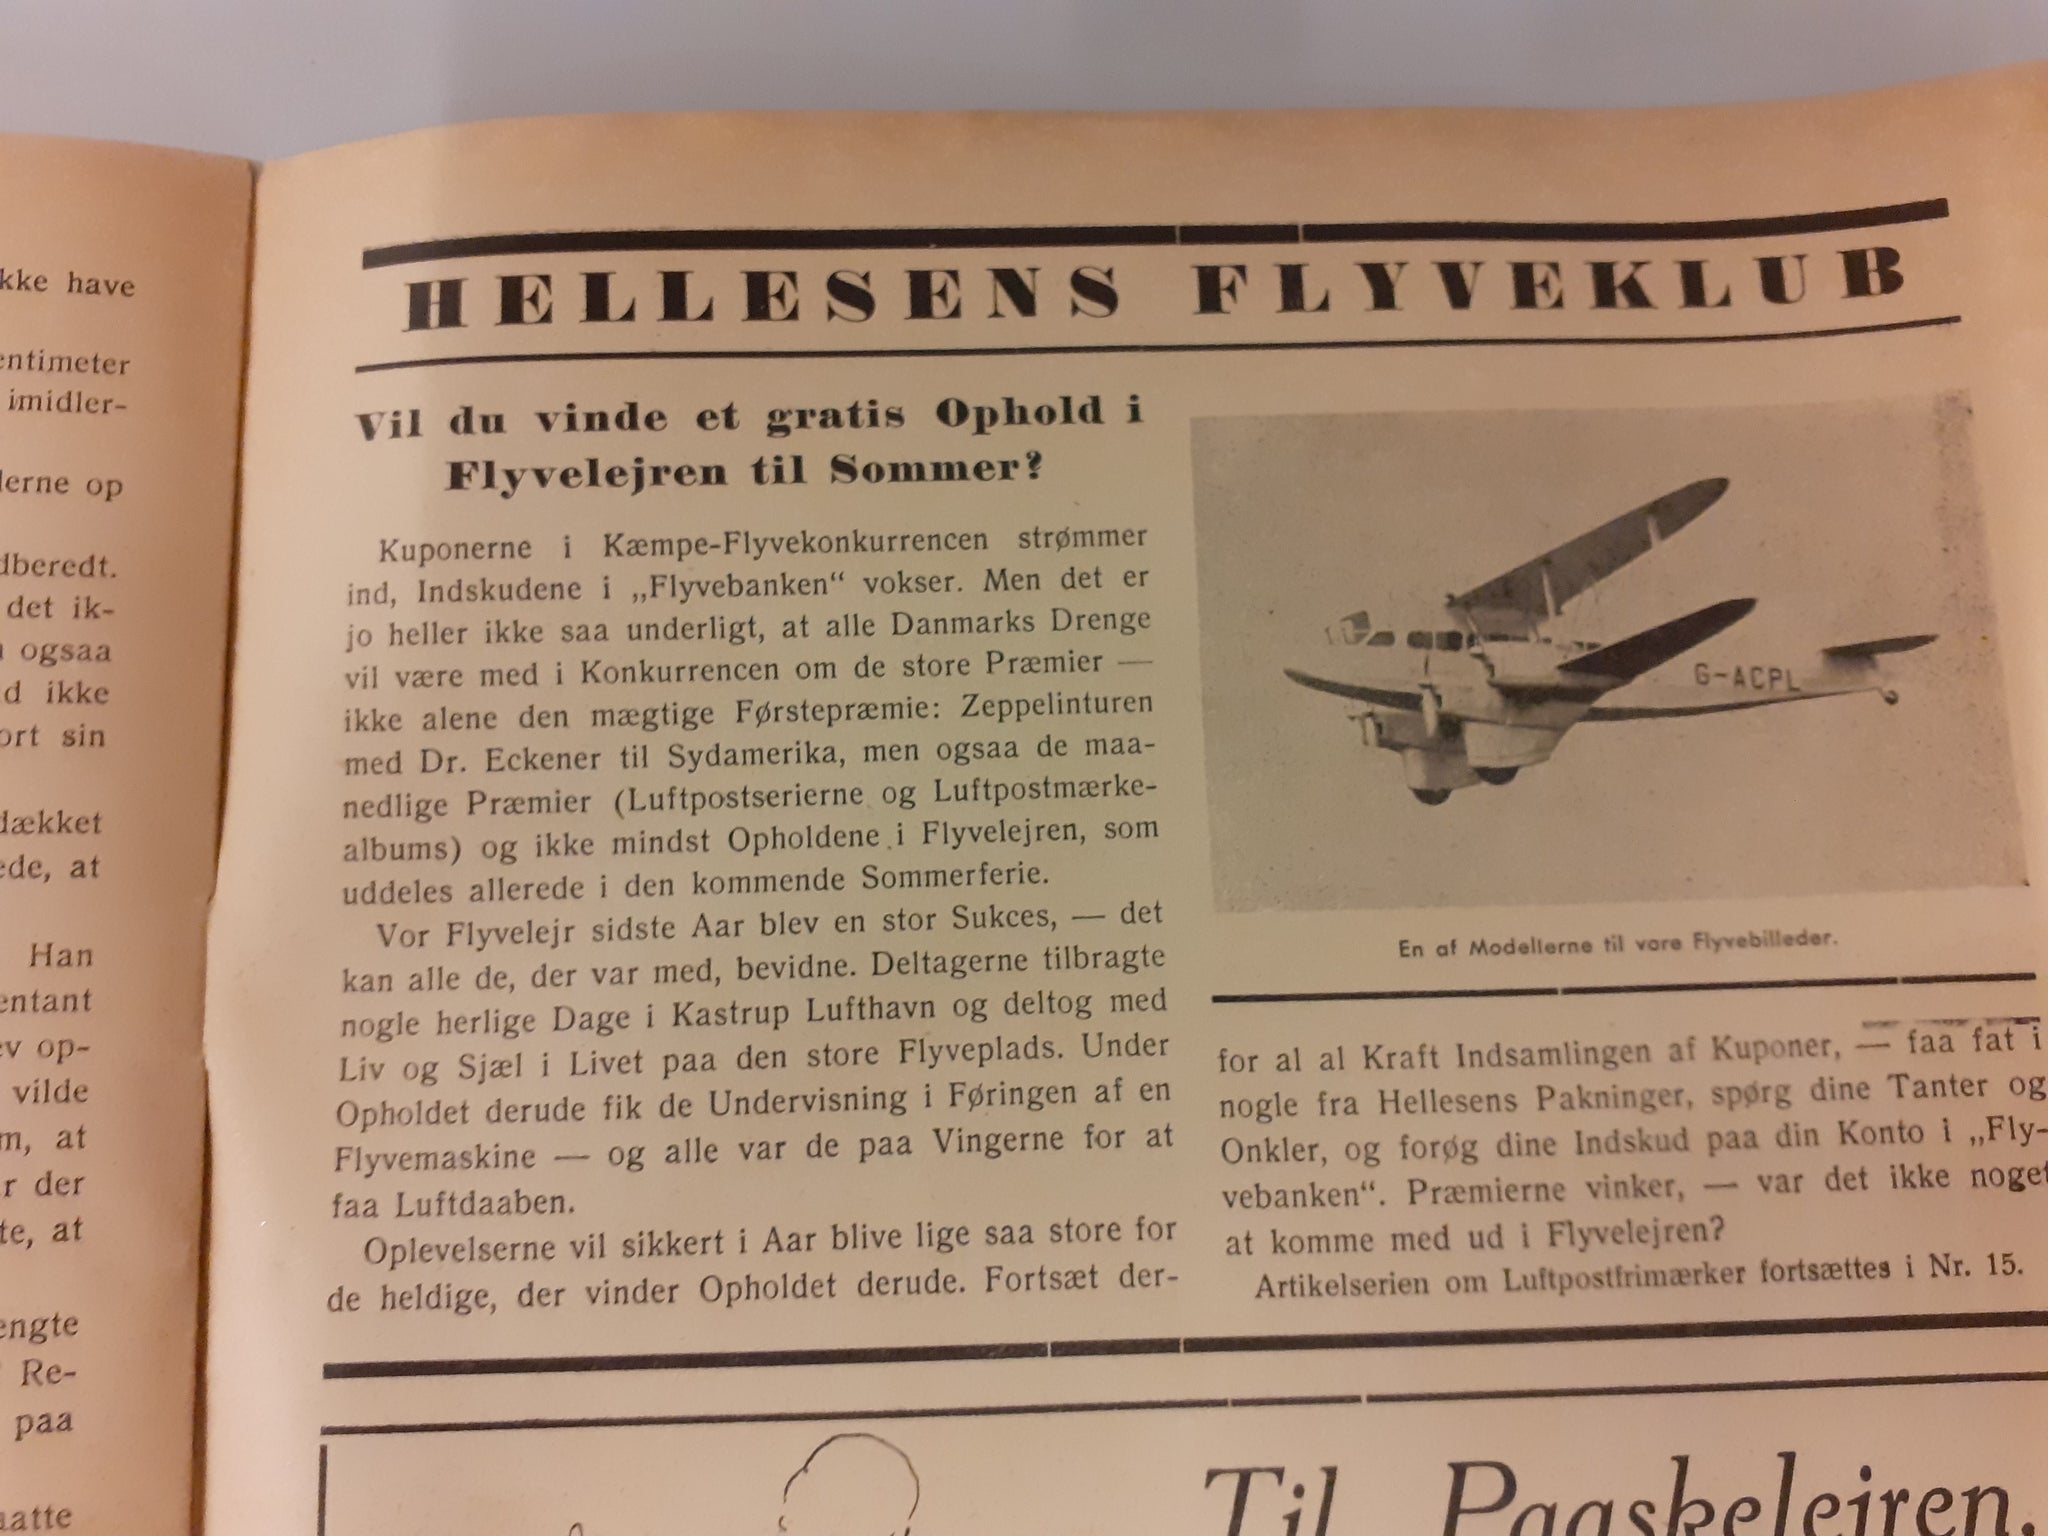 kke have
entimeter
imidler-
lerne op
dberedt.
det ik-
ogsaa
d ikke
ort sin
dækket
ede, at
Han
entant
ev op-
vilde
m, at
r der
te, at
engte
Re-
paa
aatte
HELLESENS FLYVEKLUB
Vil du vinde et gratis Ophold i
Flyvelejren til Sommer?
Kuponerne i Kæmpe-Flyvekonkurrencen strømmer
ind, Indskudene i „Flyvebanken“ vokser. Men det er
jo heller ikke saa underligt, at alle Danmarks Drenge
vil være med i Konkurrencen om de store Præmier —
ikke alene den mægtige Førstepræmie: Zeppelinturen
med Dr. Eckener til Sydamerika, men ogsaa de maa-
nedlige Præmier (Luftpostserierne og Luftpostmærke-
albums) og ikke mindst Opholdene i Flyvelejren, som
uddeles allerede i den kommende Sommerferie.
Vor Flyvelejr sidste Aar blev en stor Sukces, — det
kan alle de, der var med, bevidne. Deltagerne tilbragte
nogle herlige Dage i Kastrup Lufthavn og deltog med
Liv og Sjæl i Livet paa den store Flyveplads. Under
Opholdet derude fik de Undervisning i Føringen af en
Flyvemaskine — og alle var de paa Vingerne for at
faa Luftdaaben.
Oplevelserne vil sikkert i Aar blive lige saa store for
de heldige, der vinder Opholdet derude. Fortsæt der-
G-ACPL
En af Modellerne til vore Flyvebilleder.
for al al Kraft Indsamlingen af Kuponer, — faa fat i
nogle fra Hellesens Pakninger, spørg dine Tanter og
Onkler, og forøg dine Indskud paa din Konto i „Fly-
vebanken“. Præmierne vinker, — var det ikke noget
at komme med ud i Flyvelejren?
Artikelserien om Luftpostfrimærker fortsættes i Nr. 15.
Til Paaskelejren.